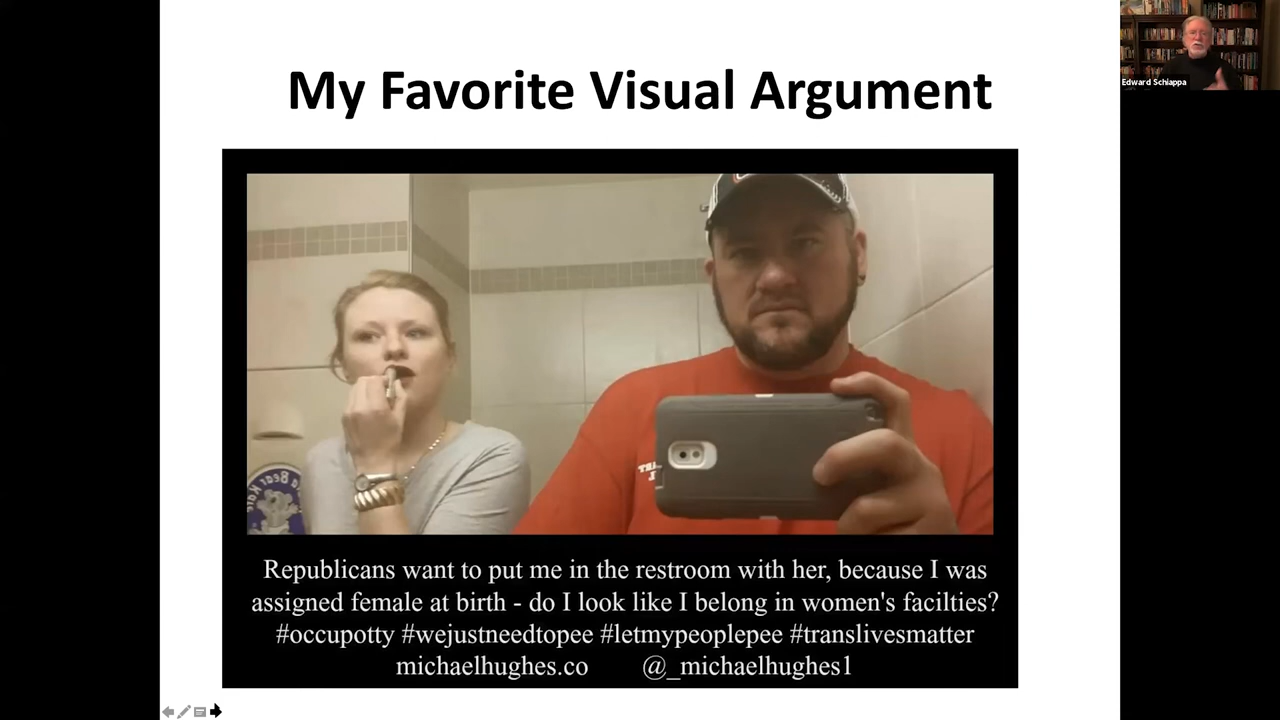 My Favorite Visual Argument
Edward Schiappa
Republicans want to put me in the restroom with her, because I was
assigned female at birth - do I look like I belong in women's facilties?
#occupotty #wejustneedtopee #letmypeoplepee #translivesmatter
michaelhughes.co @_michaelhughes1